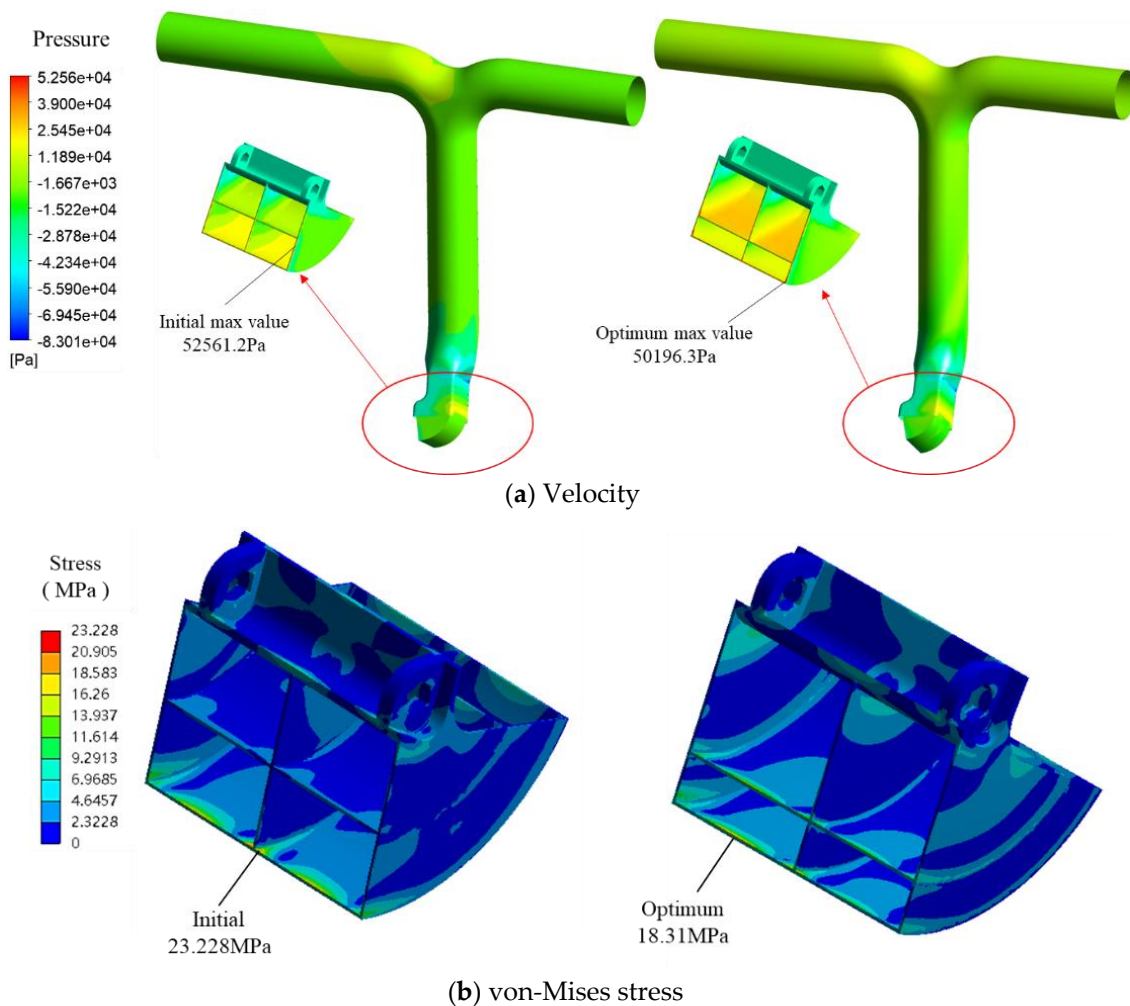 Pressure
5.256e+04
3.900e+04
2.545e+04
1.189e+04
-1.667e+03
-1.522e+04
-2.878e+04
-4.234e+04
-5.590e+04
-6.945e+04
-8.301e+04
[Pa]
Initial max value
52561.2Pa
Optimum max value
50196.3Pa
(a) Velocity
Stress
( MPa )
23.228
20.905
18.583
16.26
13.937
11.614
9.2913
6.9685
4.6457
2.3228
0
Initial
23.228MPa
Optimum
18.31MPa
(b) von-Mises stress